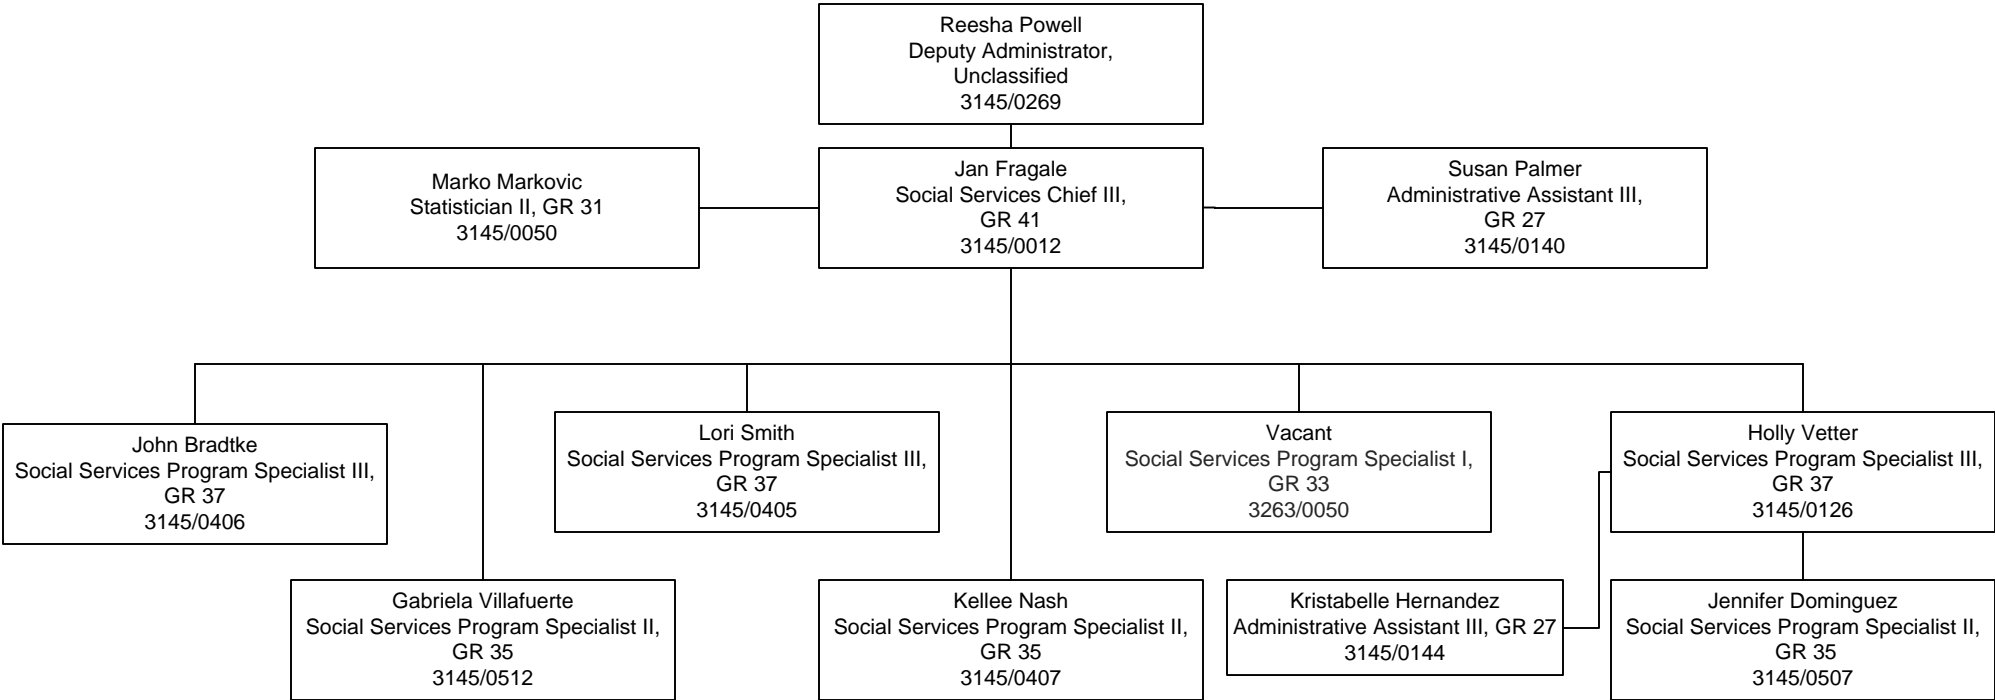 Reesha Powell
Deputy Administrator,
Unclassified
3145/0269
Marko Markovic
Statistician II, GR 31
3145/0050
Jan Fragale
Social Services Chief III,
GR 41
3145/0012
Susan Palmer
Administrative Assistant III,
GR 27
3145/0140
John Bradtke
Social Services Program Specialist III,
GR 37
3145/0406
Lori Smith
Social Services Program Specialist III,
GR 37
3145/0405
Vacant
Social Services Program Specialist I,
GR 33
3263/0050
Holly Vetter
Social Services Program Specialist III,
GR 37
3145/0126
Gabriela Villafuerte
Social Services Program Specialist II,
GR 35
3145/0512
Kellee Nash
Social Services Program Specialist II,
GR 35
3145/0407
Kristabelle Hernandez
Administrative Assistant III, GR 27
3145/0144
Jennifer Dominguez
Social Services Program Specialist II,
GR 35
3145/0507